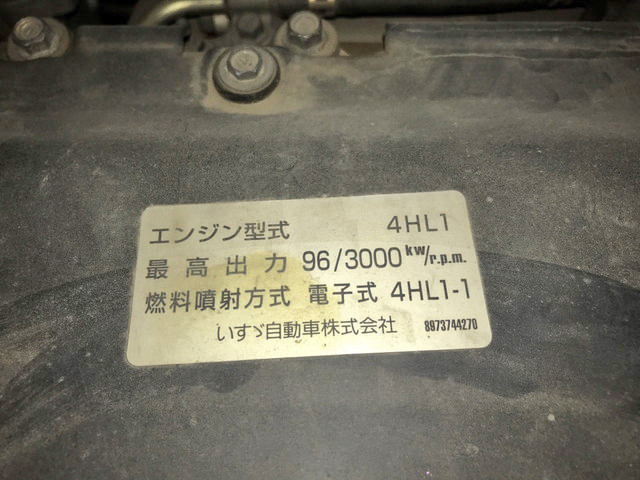 エンジン型式 4HL1
最高出力 96/3000 kw/r.p.m.
燃料噴射方式 電子式 4HL1-1
いすゞ自動車株式会社 8973744270